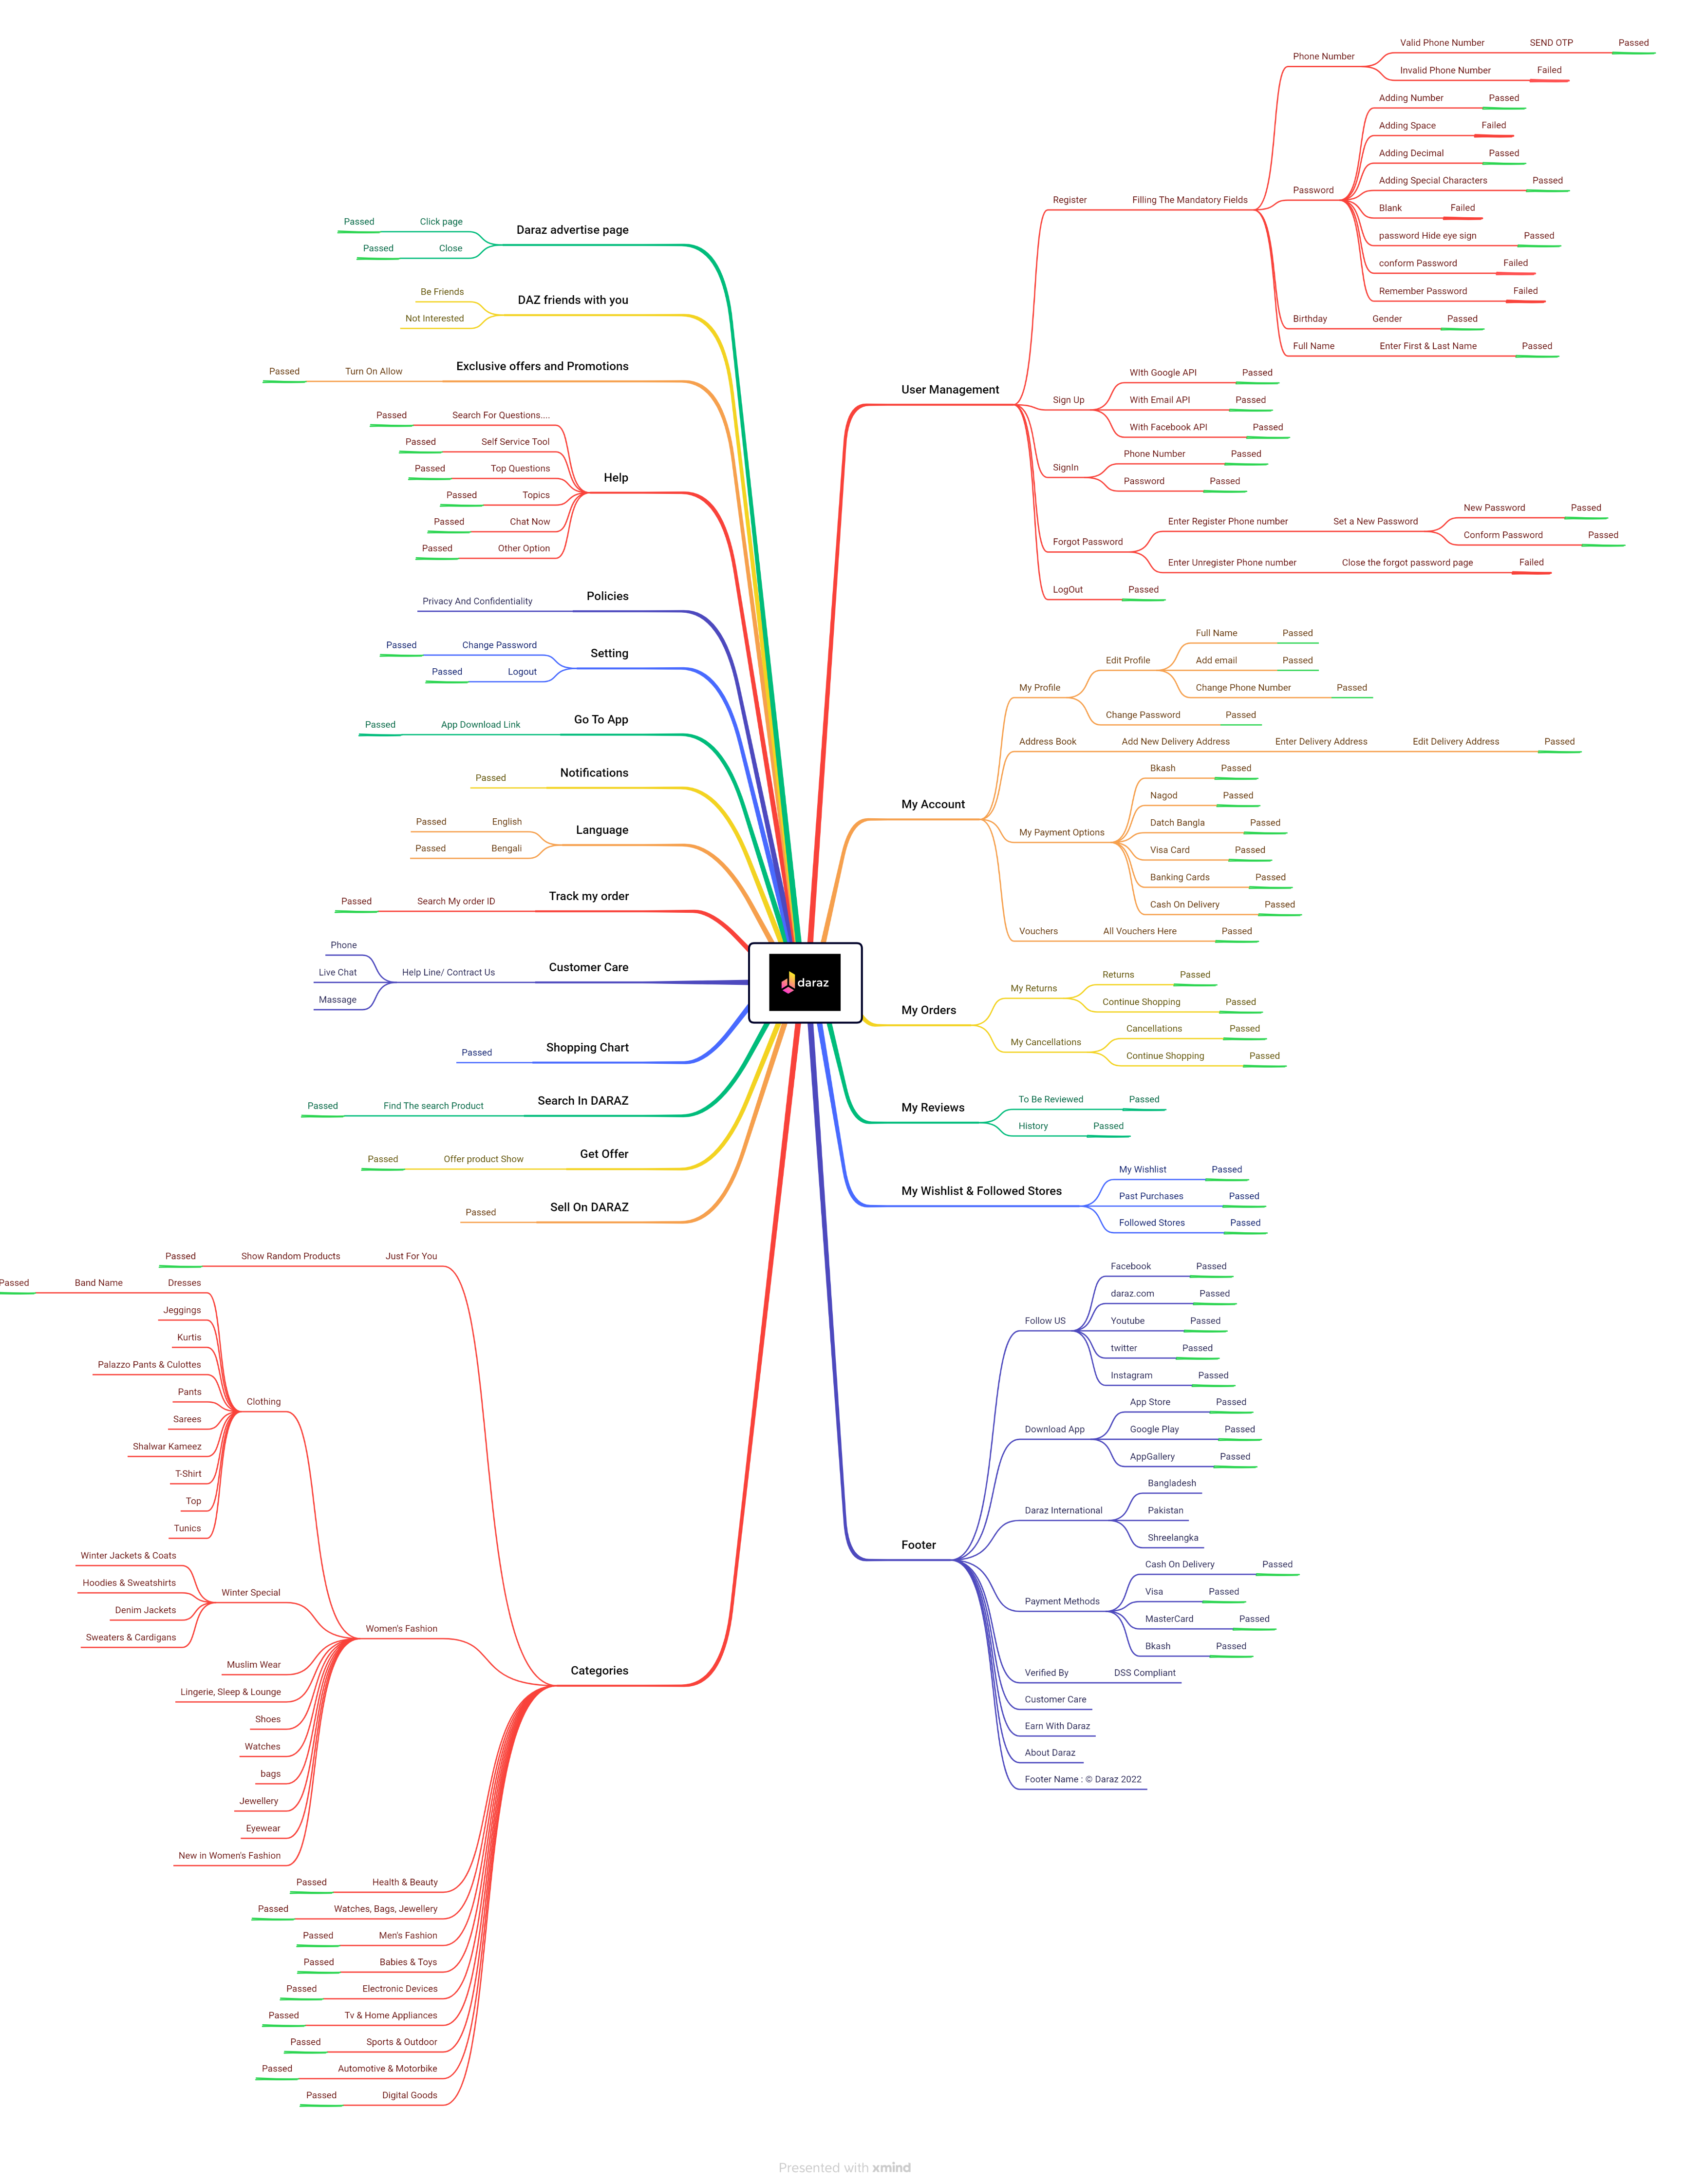 daraz
User Management
Register
Filling The Mandatory Fields
Phone Number
Valid Phone Number
SEND OTP
Passed
Invalid Phone Number
Failed
Password
Adding Number
Passed
Adding Space
Failed
Adding Decimal
Passed
Adding Special Characters
Passed
Blank
Failed
password Hide eye sign
Passed
conform Password
Failed
Remember Password
Failed
Birthday
Gender
Passed
Full Name
Enter First & Last Name
Passed
Sign Up
WIth Google API
Passed
With Email API
Passed
With Facebook API
Passed
SignIn
Phone Number
Passed
Password
Passed
Forgot Password
Enter Register Phone number
Set a New Password
New Password
Passed
Conform Password
Passed
Enter Unregister Phone number
Close the forgot password page
Failed
LogOut
Passed
My Account
My Profile
Edit Profile
Full Name
Passed
Add email
Passed
Change Phone Number
Passed
Change Password
Passed
Address Book
Add New Delivery Address
Enter Delivery Address
Edit Delivery Address
Passed
My Payment Options
Bkash
Passed
Nagod
Passed
Datch Bangla
Passed
Visa Card
Passed
Banking Cards
Passed
Cash On Delivery
Passed
Vouchers
All Vouchers Here
Passed
My Orders
My Returns
Returns
Passed
Continue Shopping
Passed
My Cancellations
Cancellations
Passed
Continue Shopping
Passed
My Reviews
To Be Reviewed
Passed
History
Passed
My Wishlist & Followed Stores
My Wishlist
Passed
Past Purchases
Passed
Followed Stores
Passed
Footer
Follow US
Facebook
Passed
daraz.com
Passed
Youtube
Passed
twitter
Passed
Instagram
Passed
Download App
App Store
Passed
Google Play
Passed
AppGallery
Passed
Daraz International
Bangladesh
Pakistan
Shreelangka
Payment Methods
Cash On Delivery
Passed
Visa
Passed
MasterCard
Passed
Bkash
Passed
Verified By
DSS Compliant
Customer Care
Earn With Daraz
About Daraz
Footer Name : © Daraz 2022
Daraz advertise page
Click page
Passed
Close
Passed
DAZ friends with you
Be Friends
Not Interested
Exclusive offers and Promotions
Turn On Allow
Passed
Help
Search For Questions....
Passed
Self Service Tool
Passed
Top Questions
Passed
Topics
Passed
Chat Now
Passed
Other Option
Passed
Policies
Privacy And Confidentiality
Setting
Change Password
Passed
Logout
Passed
Go To App
App Download Link
Passed
Notifications
Passed
Language
English
Passed
Bengali
Passed
Track my order
Search My order ID
Passed
Customer Care
Help Line/ Contract Us
Phone
Live Chat
Massage
Shopping Chart
Passed
Search In DARAZ
Find The search Product
Passed
Get Offer
Offer product Show
Passed
Sell On DARAZ
Passed
Categories
Just For You
Show Random Products
Passed
Women's Fashion
Clothing
Dresses
Band Name
Passed
Jeggings
Kurtis
Palazzo Pants & Culottes
Pants
Sarees
Shalwar Kameez
T-Shirt
Top
Tunics
Winter Special
Winter Jackets & Coats
Hoodies & Sweatshirts
Denim Jackets
Sweaters & Cardigans
Muslim Wear
Lingerie, Sleep & Lounge
Shoes
Watches
bags
Jewellery
Eyewear
New in Women's Fashion
Health & Beauty
Passed
Watches, Bags, Jewellery
Passed
Men's Fashion
Passed
Babies & Toys
Passed
Electronic Devices
Passed
Tv & Home Appliances
Passed
Sports & Outdoor
Passed
Automotive & Motorbike
Passed
Digital Goods
Passed
Presented with xmind